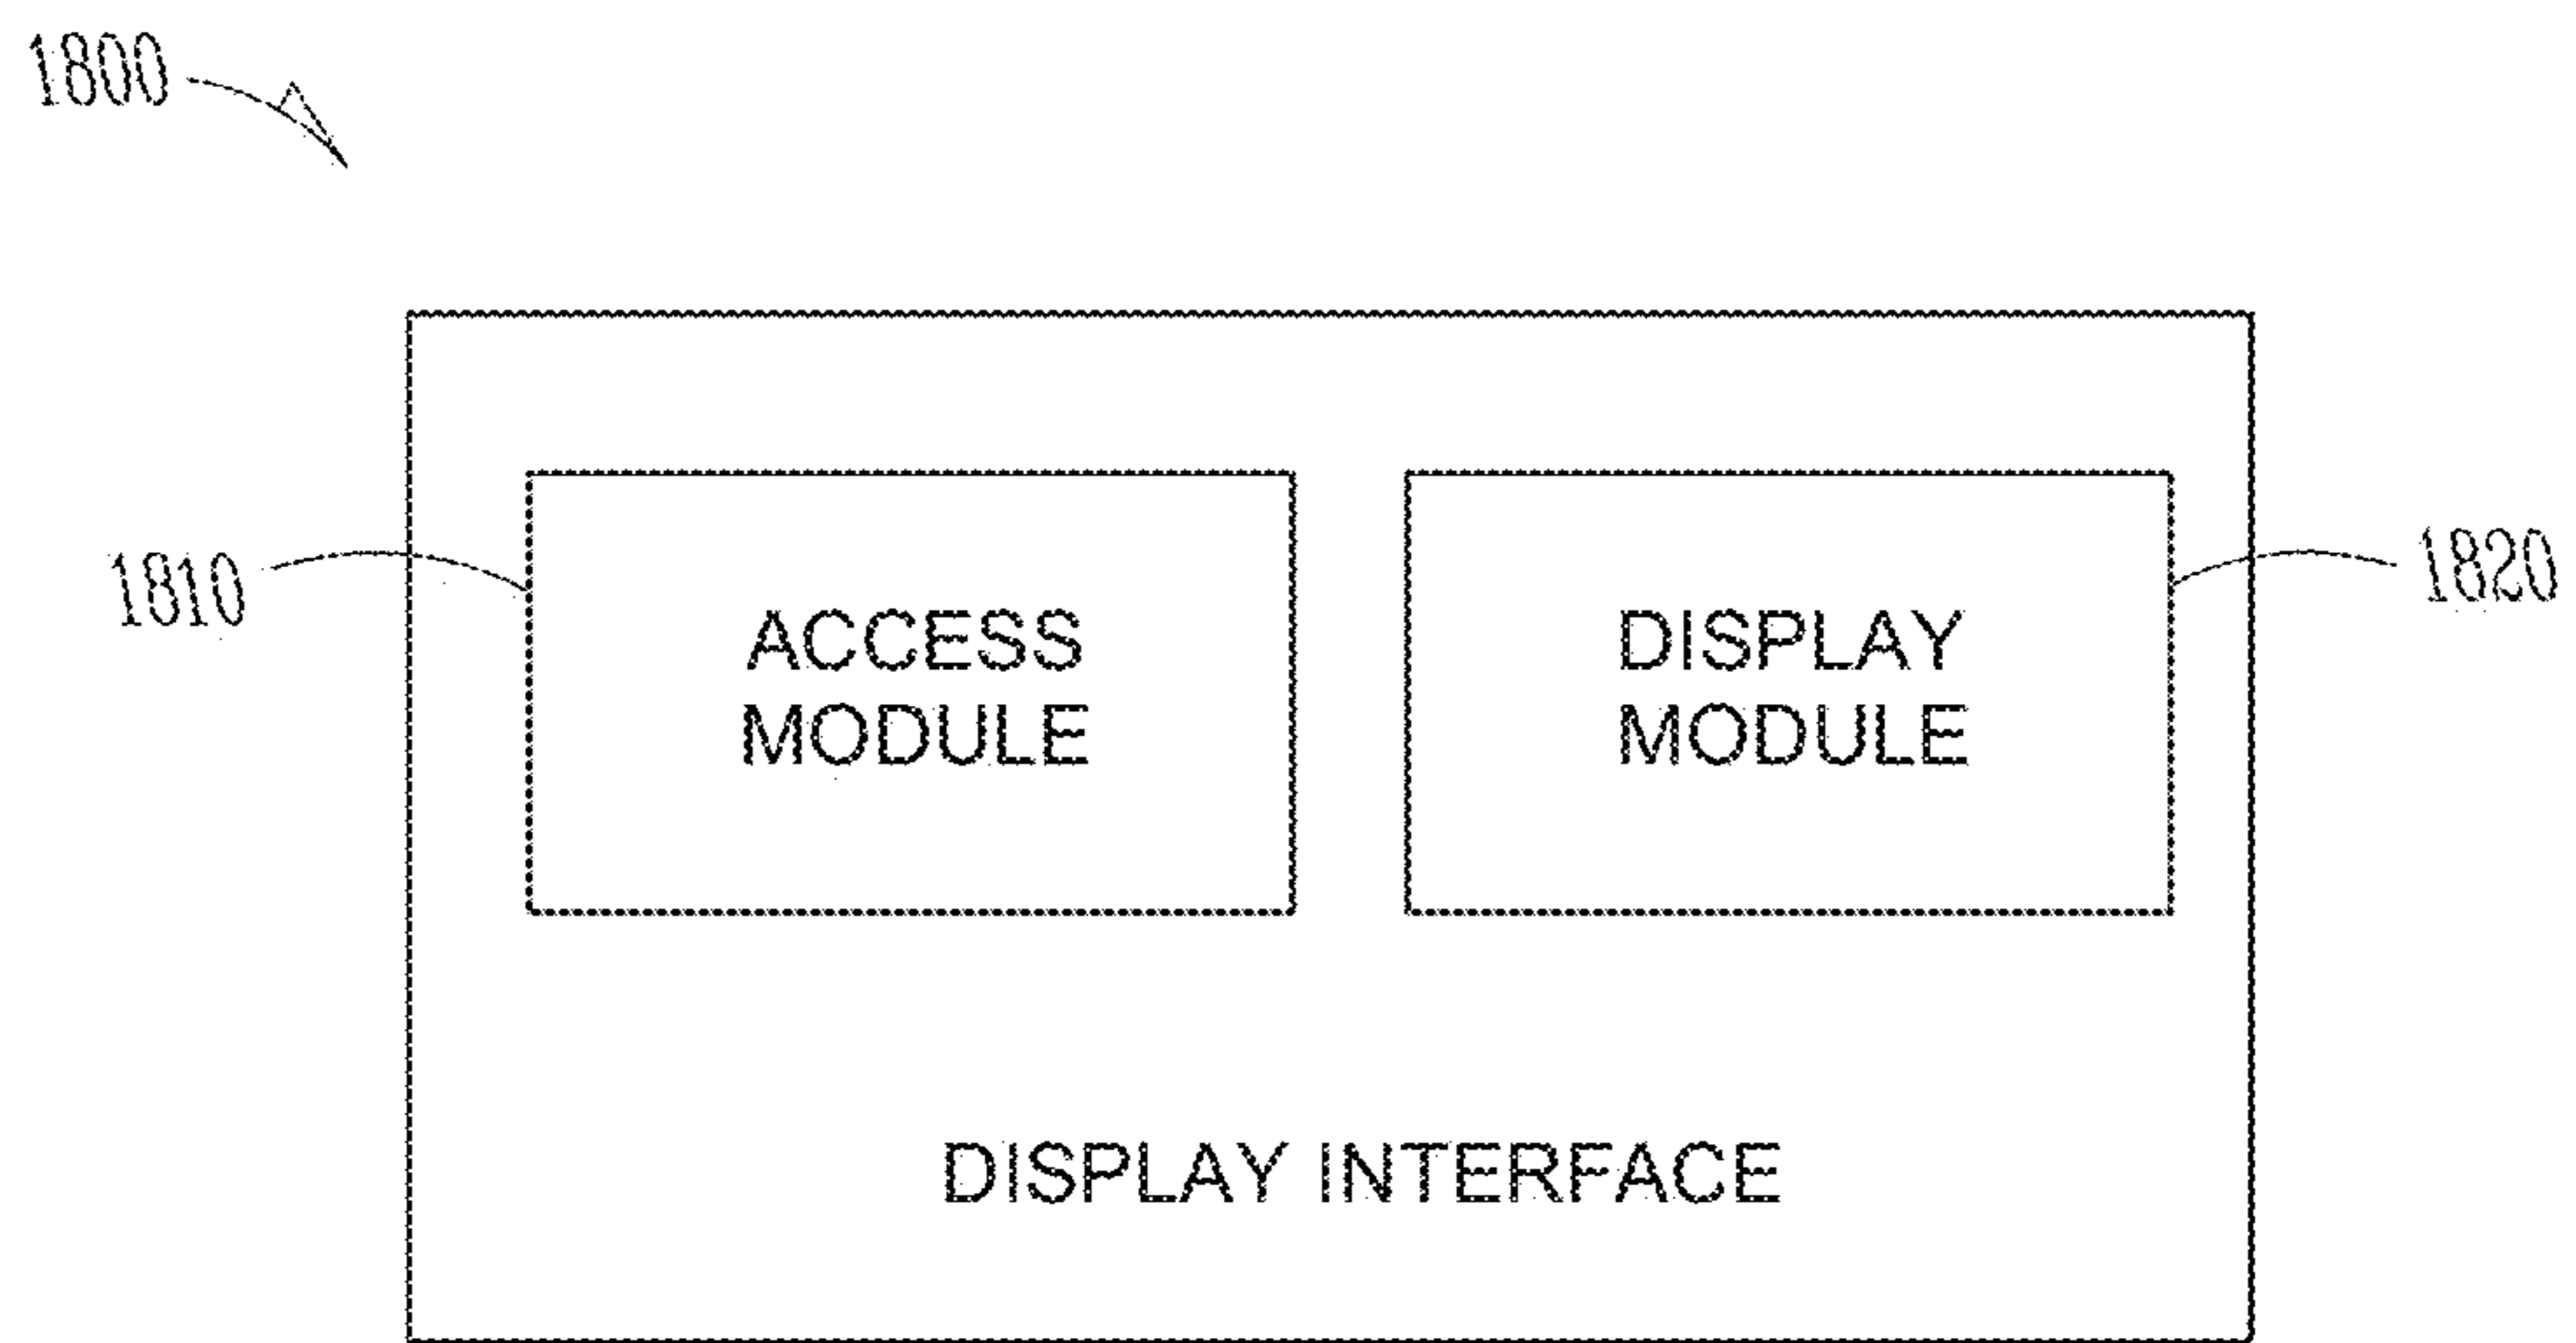 1800
1810
ACCESS
MODULE
DISPLAY
MODULE
1820
DISPLAY INTERFACE